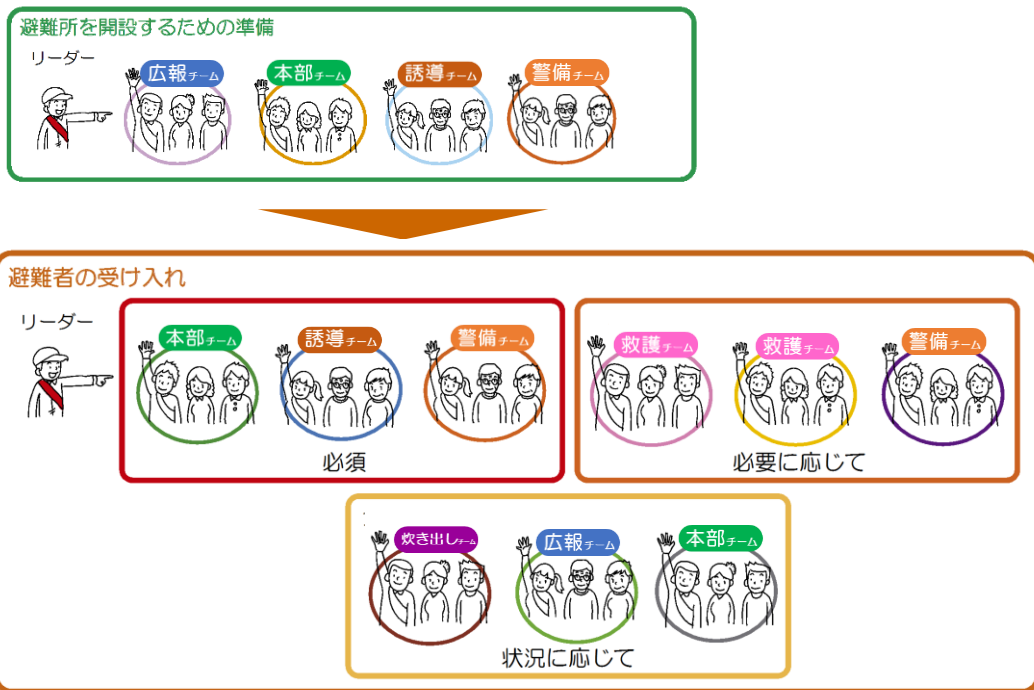 避難所を開設するための準備
リーダー
広報チーム
本部チーム
誘導チーム
警備チーム
避難者の受け入れ
リーダー
本部チーム
誘導チーム
警備チーム
必須
救護チーム
救護チーム
警備チーム
必要に応じて
炊き出しチーム
広報チーム
本部チーム
状況に応じて